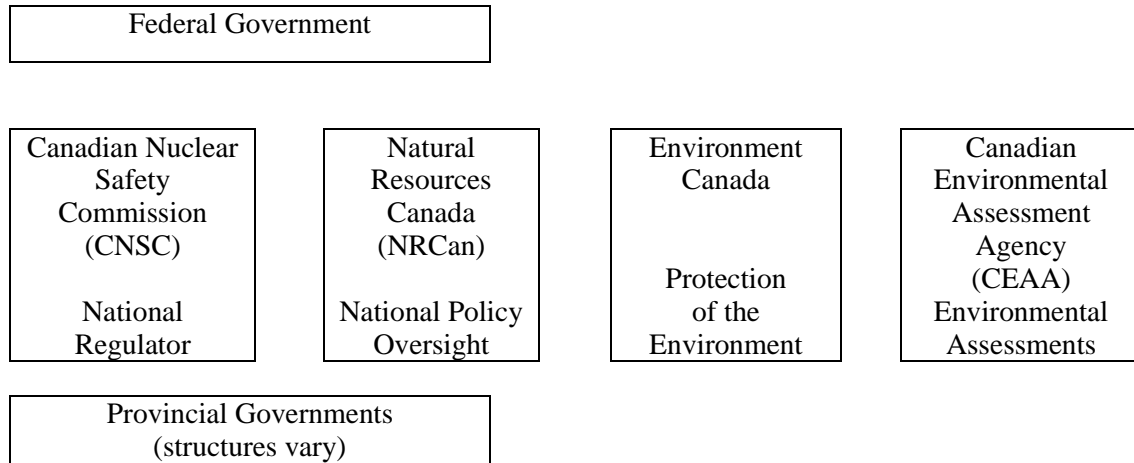 Federal Government
Canadian Nuclear
Safety
Commission
(CNSC)
National
Regulator
Natural
Resources
Canada
(NRCan)
National Policy
Oversight
Environment
Canada
Protection
of the
Environment
Canadian
Environmental
Assessment
Agency
(CEAA)
Environmental
Assessments
Provincial Governments
(structures vary)